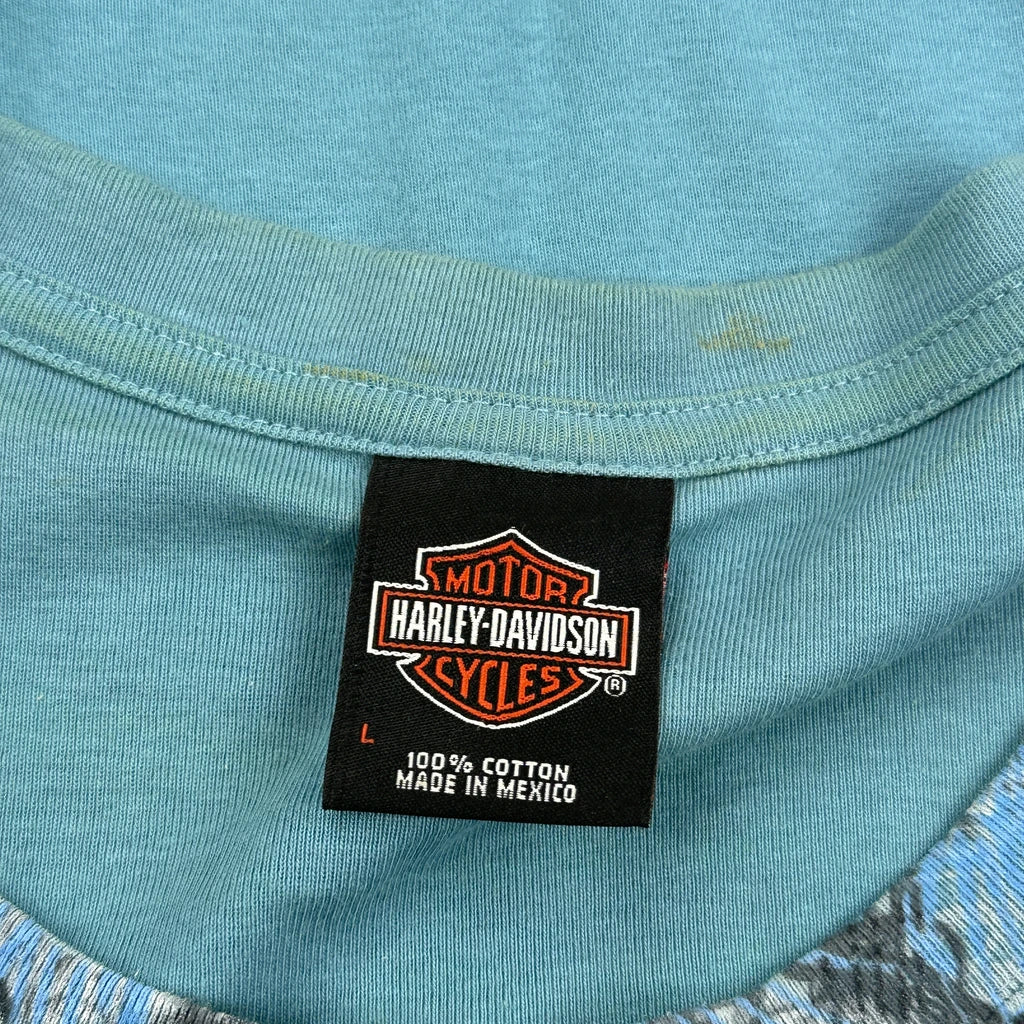 MOTOR
HARLEY-DAVIDSON
CYCLES
®
L
100% COTTON
MADE IN MEXICO